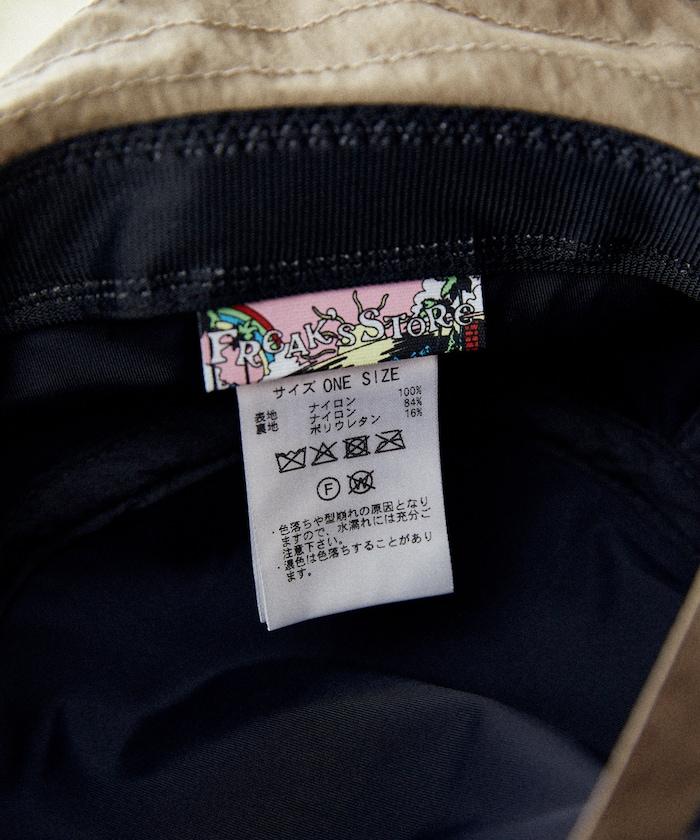 FREAK'S STORE
サイズ ONE SIZE
表地 ナイロン 100%
裏地 ナイロン 84%
ポリウレタン 16%
F W
・色落ちや型崩れの原因となり
ますので、水濡れには充分ご
注意下さい。
・濃色は色落ちすることがあり
ます。